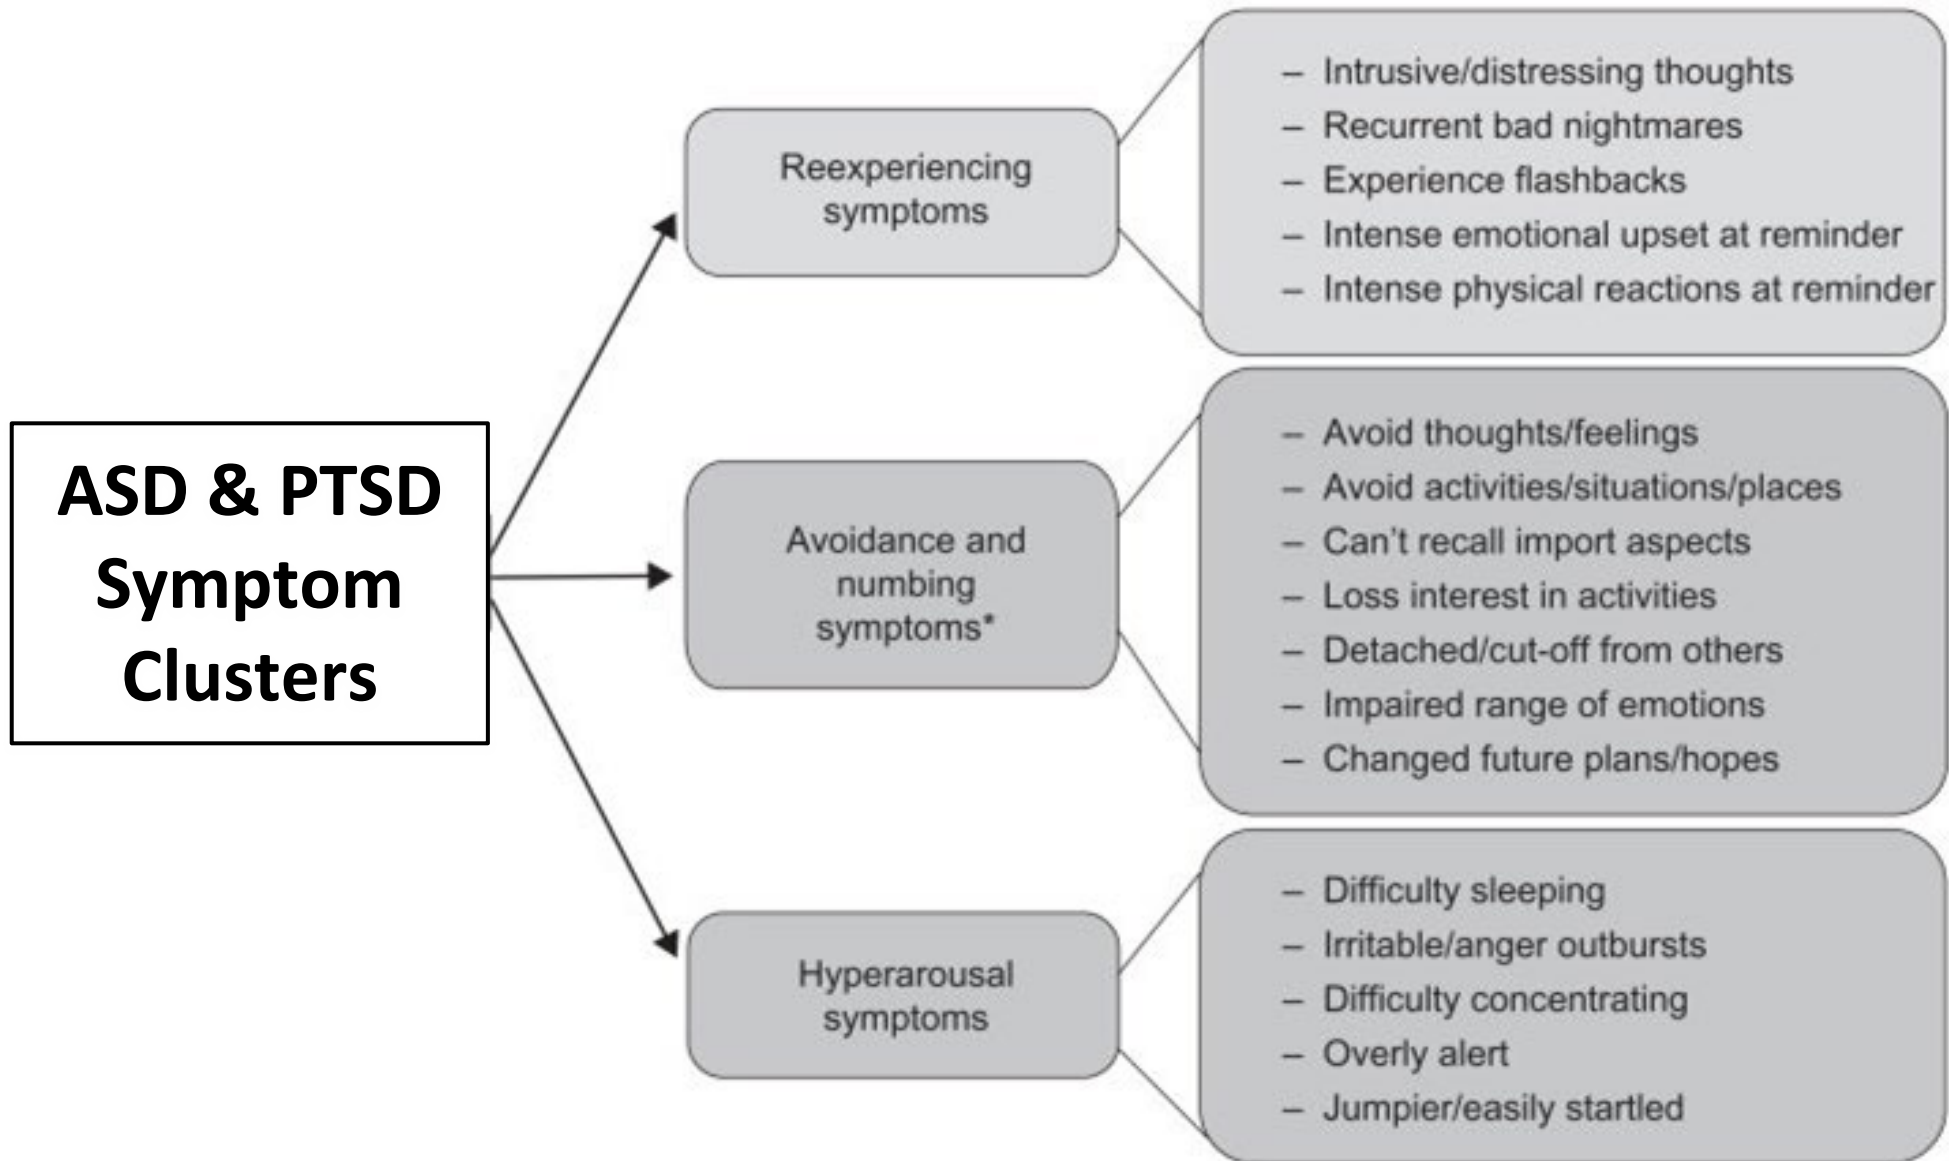 ASD & PTSD
Symptom
Clusters
Reexperiencing
symptoms
– Intrusive/distressing thoughts
– Recurrent bad nightmares
– Experience flashbacks
– Intense emotional upset at reminder
– Intense physical reactions at reminder
Avoidance and
numbing
symptoms*
– Avoid thoughts/feelings
– Avoid activities/situations/places
– Can't recall import aspects
– Loss interest in activities
– Detached/cut-off from others
– Impaired range of emotions
– Changed future plans/hopes
Hyperarousal
symptoms
– Difficulty sleeping
– Irritable/anger outbursts
– Difficulty concentrating
– Overly alert
– Jumpier/easily startled